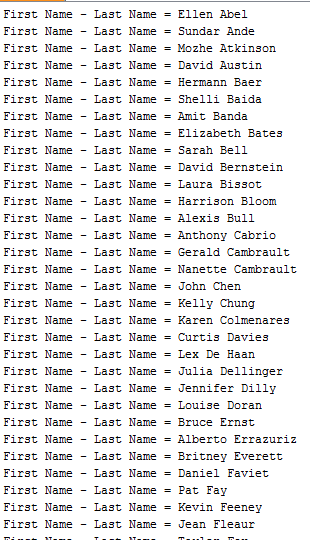 First Name - Last Name = Ellen Abel
First Name - Last Name = Sundar Ande
First Name - Last Name = Mozhe Atkinson
First Name - Last Name = David Austin
First Name - Last Name = Hermann Baer
First Name - Last Name = Shelli Baida
First Name - Last Name = Amit Banda
First Name - Last Name = Elizabeth Bates
First Name - Last Name = Sarah Bell
First Name - Last Name = David Bernstein
First Name - Last Name = Laura Bissot
First Name - Last Name = Harrison Bloom
First Name - Last Name = Alexis Bull
First Name - Last Name = Anthony Cabrio
First Name - Last Name = Gerald Cambrault
First Name - Last Name = Nanette Cambrault
First Name - Last Name = John Chen
First Name - Last Name = Kelly Chung
First Name - Last Name = Karen Colmenares
First Name - Last Name = Curtis Davies
First Name - Last Name = Lex De Haan
First Name - Last Name = Julia Dellinger
First Name - Last Name = Jennifer Dilly
First Name - Last Name = Louise Doran
First Name - Last Name = Bruce Ernst
First Name - Last Name = Alberto Errazuriz
First Name - Last Name = Britney Everett
First Name - Last Name = Daniel Faviet
First Name - Last Name = Pat Fay
First Name - Last Name = Kevin Feeney
First Name - Last Name = Jean Fleaur
First Name - Last Name =